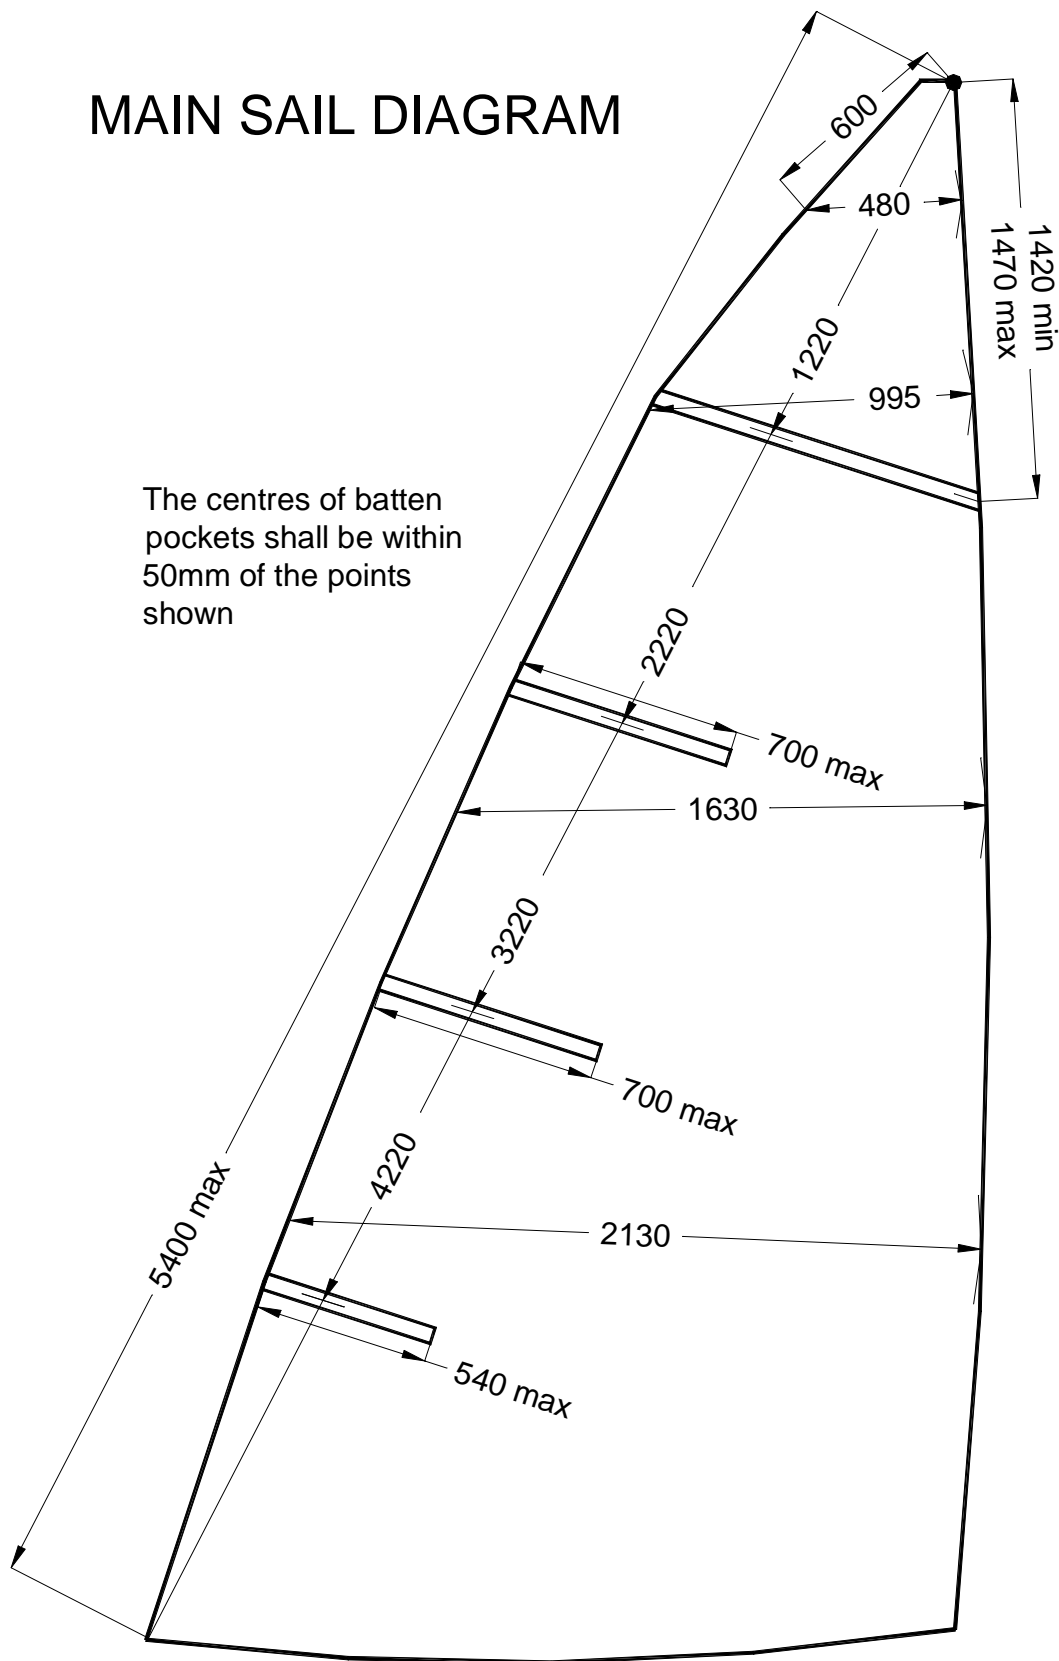 MAIN SAIL DIAGRAM
600
480
1420 min
1470 max
1220
995
The centres of batten
pockets shall be within
50mm of the points
shown
2220
700 max
1630
3220
700 max
4220
5400 max
2130
540 max